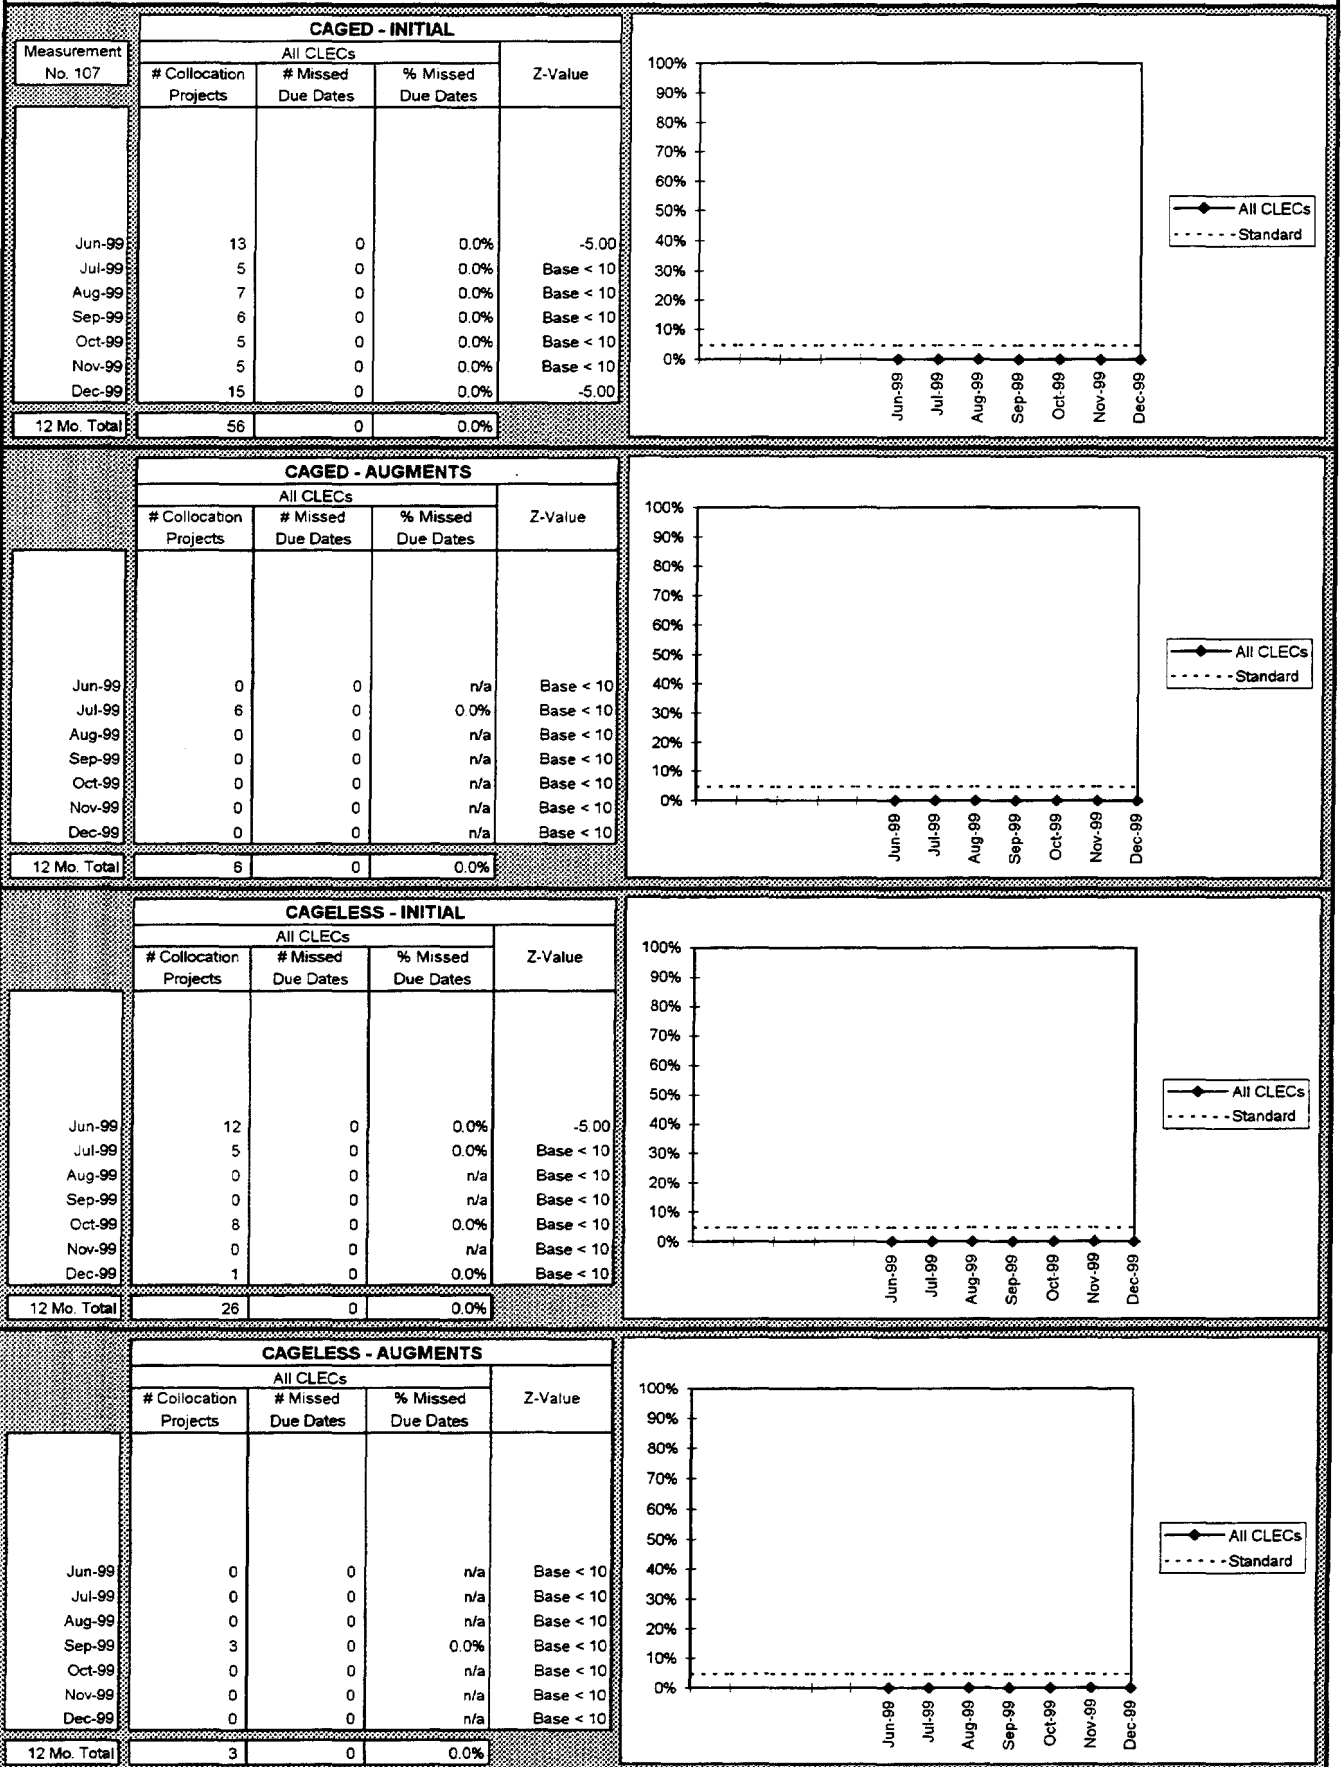 CAGED - INITIAL
Measurement No. 107
All CLECs
# Collocation Projects # Missed Due Dates % Missed Due Dates Z-Value
Jun-99 13 0 0.0% -5.00
Jul-99 5 0 0.0% Base < 10
Aug-99 7 0 0.0% Base < 10
Sep-99 6 0 0.0% Base < 10
Oct-99 5 0 0.0% Base < 10
Nov-99 5 0 0.0% Base < 10
Dec-99 15 0 0.0% -5.00
12 Mo. Total 56 0 0.0%
100%
90%
80%
70%
60%
50%
40%
30%
20%
10%
0%
Jun-99 Jul-99 Aug-99 Sep-99 Oct-99 Nov-99 Dec-99
All CLECs
Standard
CAGED - AUGMENTS
All CLECs
# Collocation Projects # Missed Due Dates % Missed Due Dates Z-Value
Jun-99 0 0 n/a Base < 10
Jul-99 6 0 0.0% Base < 10
Aug-99 0 0 n/a Base < 10
Sep-99 0 0 n/a Base < 10
Oct-99 0 0 n/a Base < 10
Nov-99 0 0 n/a Base < 10
Dec-99 0 0 n/a Base < 10
12 Mo. Total 6 0 0.0%
100%
90%
80%
70%
60%
50%
40%
30%
20%
10%
0%
Jun-99 Jul-99 Aug-99 Sep-99 Oct-99 Nov-99 Dec-99
All CLECs
Standard
CAGELESS - INITIAL
All CLECs
# Collocation Projects # Missed Due Dates % Missed Due Dates Z-Value
Jun-99 12 0 0.0% -5.00
Jul-99 5 0 0.0% Base < 10
Aug-99 0 0 n/a Base < 10
Sep-99 0 0 n/a Base < 10
Oct-99 8 0 0.0% Base < 10
Nov-99 0 0 n/a Base < 10
Dec-99 1 0 0.0% Base < 10
12 Mo. Total 26 0 0.0%
100%
90%
80%
70%
60%
50%
40%
30%
20%
10%
0%
Jun-99 Jul-99 Aug-99 Sep-99 Oct-99 Nov-99 Dec-99
All CLECs
Standard
CAGELESS - AUGMENTS
All CLECs
# Collocation Projects # Missed Due Dates % Missed Due Dates Z-Value
Jun-99 0 0 n/a Base < 10
Jul-99 0 0 n/a Base < 10
Aug-99 0 0 n/a Base < 10
Sep-99 3 0 0.0% Base < 10
Oct-99 0 0 n/a Base < 10
Nov-99 0 0 n/a Base < 10
Dec-99 0 0 n/a Base < 10
12 Mo. Total 3 0 0.0%
100%
90%
80%
70%
60%
50%
40%
30%
20%
10%
0%
Jun-99 Jul-99 Aug-99 Sep-99 Oct-99 Nov-99 Dec-99
All CLECs
Standard